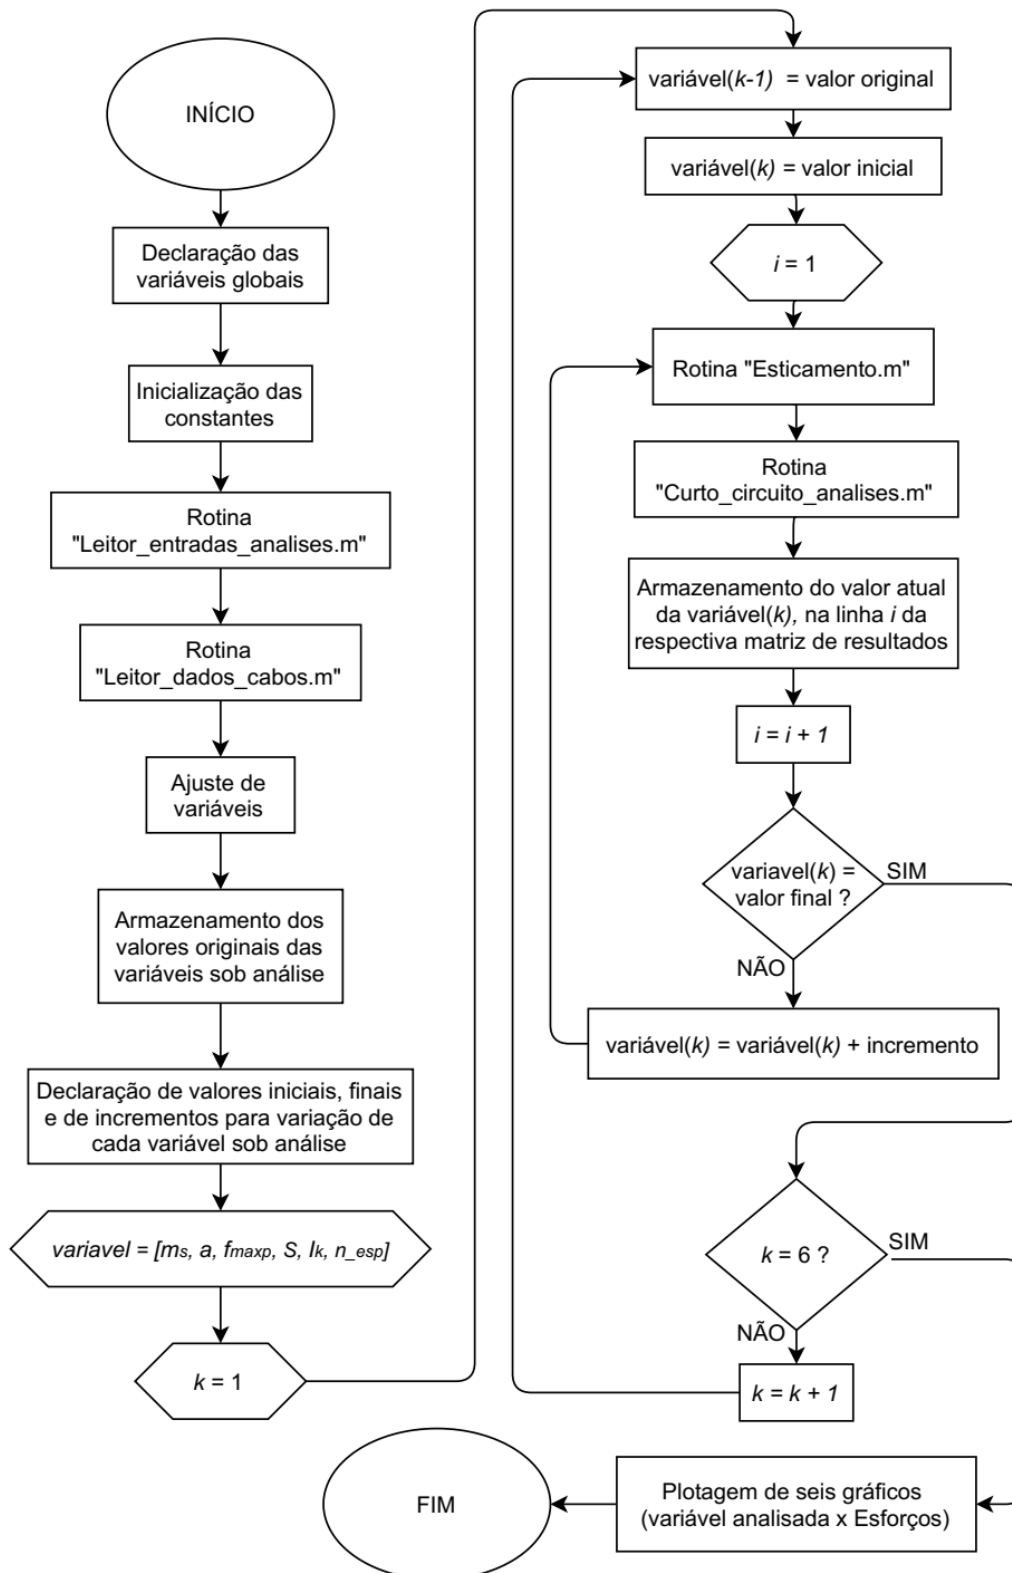 INÍCIO
Declaração das
variáveis globais
Inicialização das
constantes
Rotina
"Leitor_entradas_analises.m"
Rotina
"Leitor_dados_cabos.m"
Ajuste de
variáveis
Armazenamento dos
valores originais das
variáveis sob análise
Declaração de valores iniciais, finais
e de incrementos para variação de
cada variável sob análise
variavel = [ms, a, fmaxp, S, Ik, n_esp]
k = 1
variável(k-1) = valor original
variável(k) = valor inicial
i = 1
Rotina "Esticamento.m"
Rotina
"Curto_circuito_analises.m"
Armazenamento do valor atual
da variável(k), na linha i da
respectiva matriz de resultados
i = i + 1
variavel(k) =
valor final ?
SIM
NÃO
variável(k) = variável(k) + incremento
k = 6 ?
SIM
NÃO
k = k + 1
Plotagem de seis gráficos
(variável analisada x Esforços)
FIM